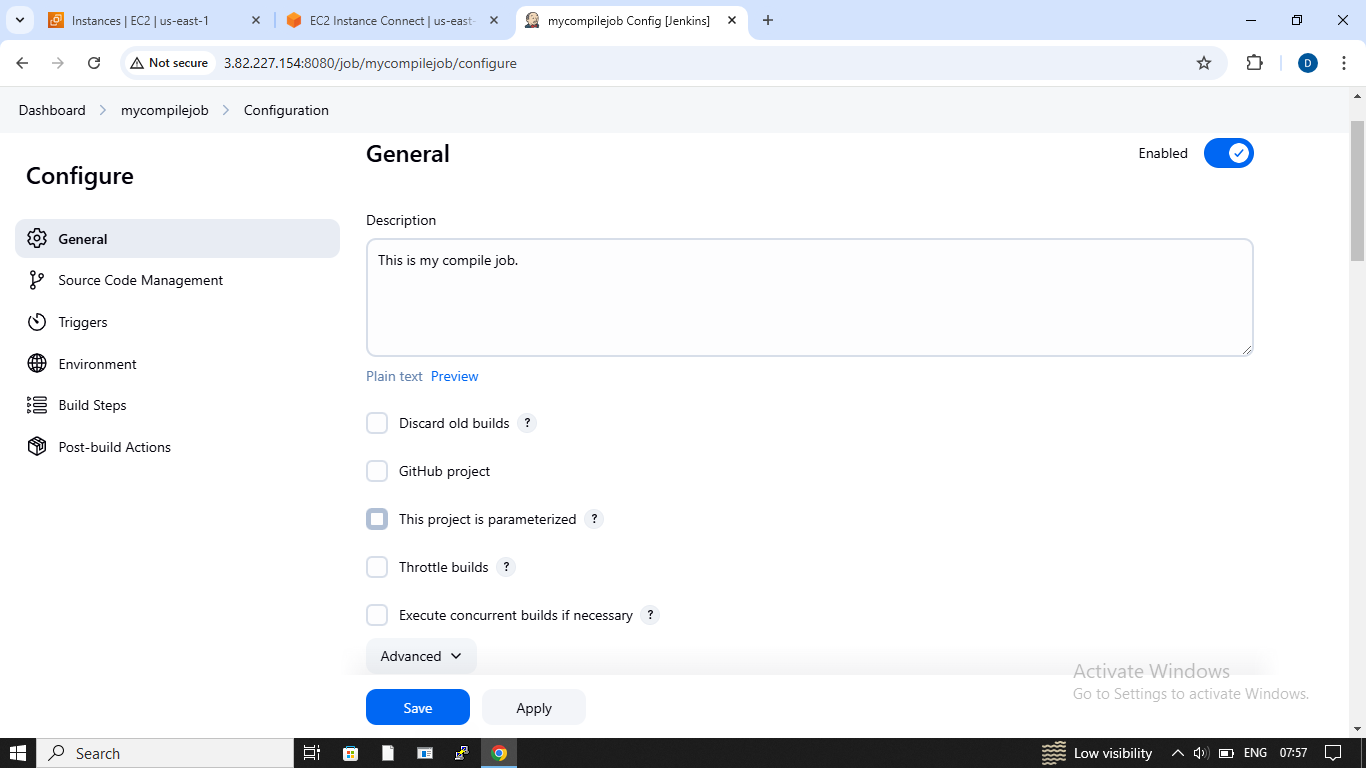 Instances | EC2 | us-east-1
EC2 Instance Connect | us-east-
mycompilejob Config [Jenkins]
Not secure
3.82.227.154:8080/job/mycompilejob/configure
D
Dashboard > mycompilejob > Configuration
Configure
General
Source Code Management
Triggers
Environment
Build Steps
Post-build Actions
General
Enabled
Description
This is my compile job.
Plain text Preview
Discard old builds ?
GitHub project
This project is parameterized ?
Throttle builds ?
Execute concurrent builds if necessary ?
Advanced
Save Apply
Activate Windows
Go to Settings to activate Windows.
Search
Low visibility
ENG
07:57